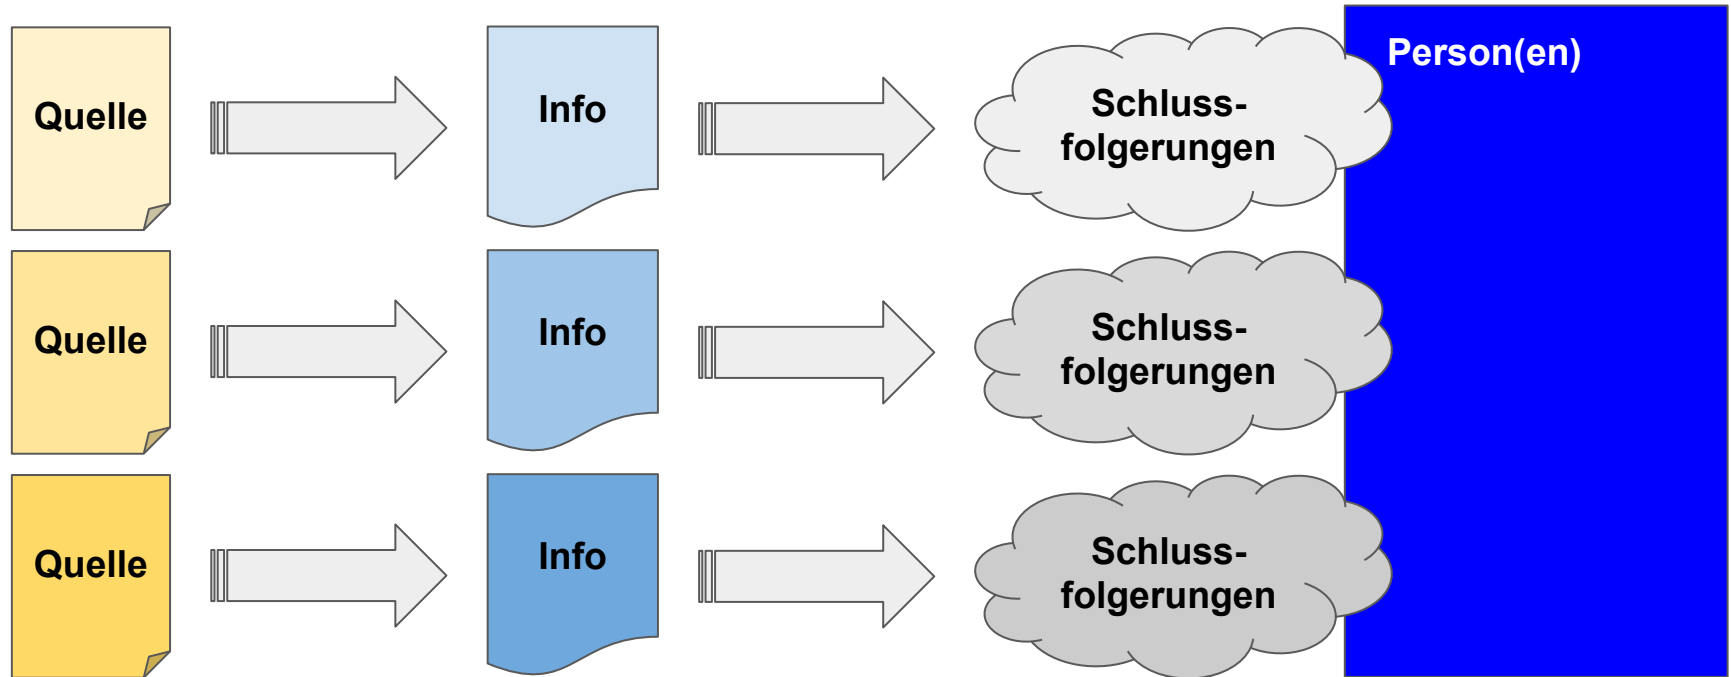 Person(en)
Quelle
Info
Schluss-
folgerungen
Quelle
Info
Schluss-
folgerungen
Quelle
Info
Schluss-
folgerungen